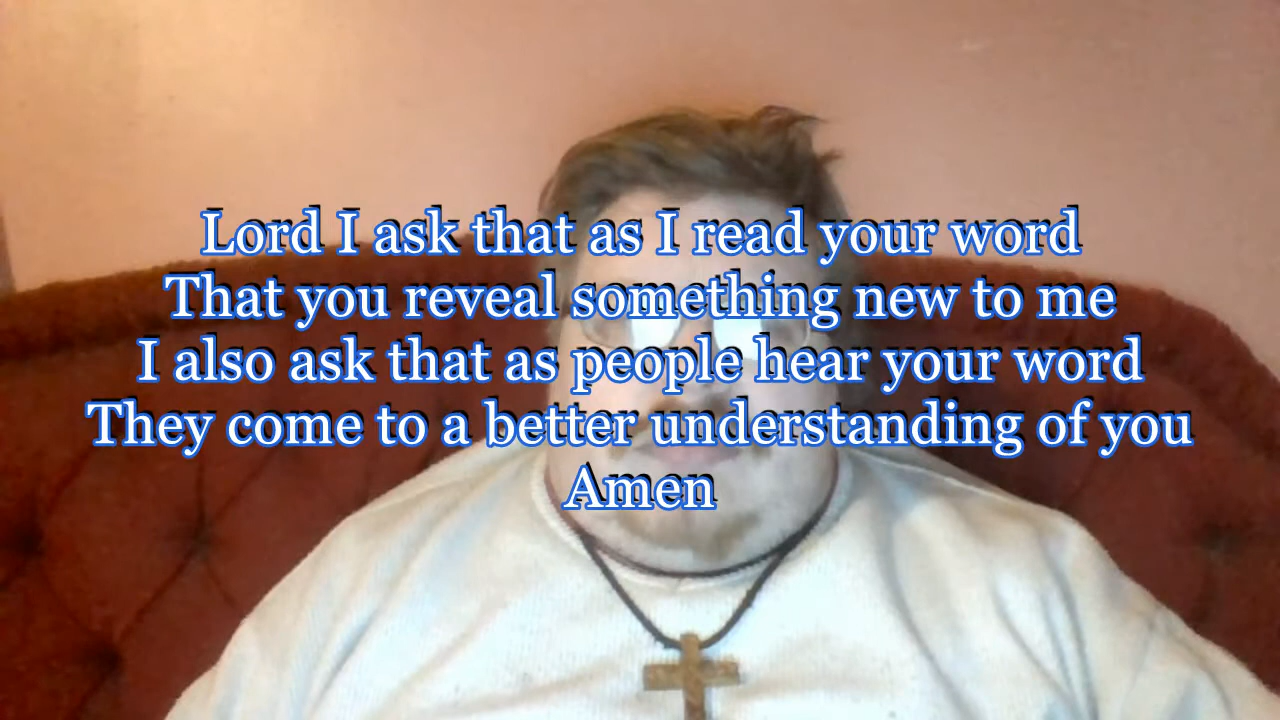 Lord I ask that as I read your word
That you reveal something new to me
I also ask that as people hear your word
They come to a better understanding of you
Amen